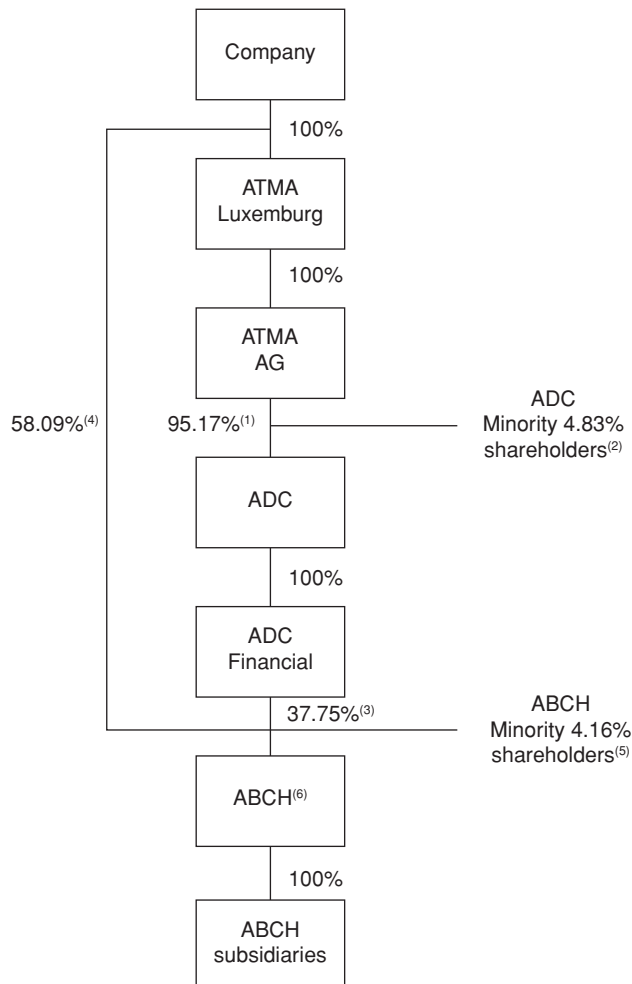 Company
100%
ATMA
Luxemburg
100%
ATMA
AG
58.09%(4)
95.17%(1)
ADC
Minority 4.83%
shareholders(2)
ADC
100%
ADC
Financial
37.75%(3)
ABCH
Minority 4.16%
shareholders(5)
ABCH(6)
100%
ABCH
subsidiaries